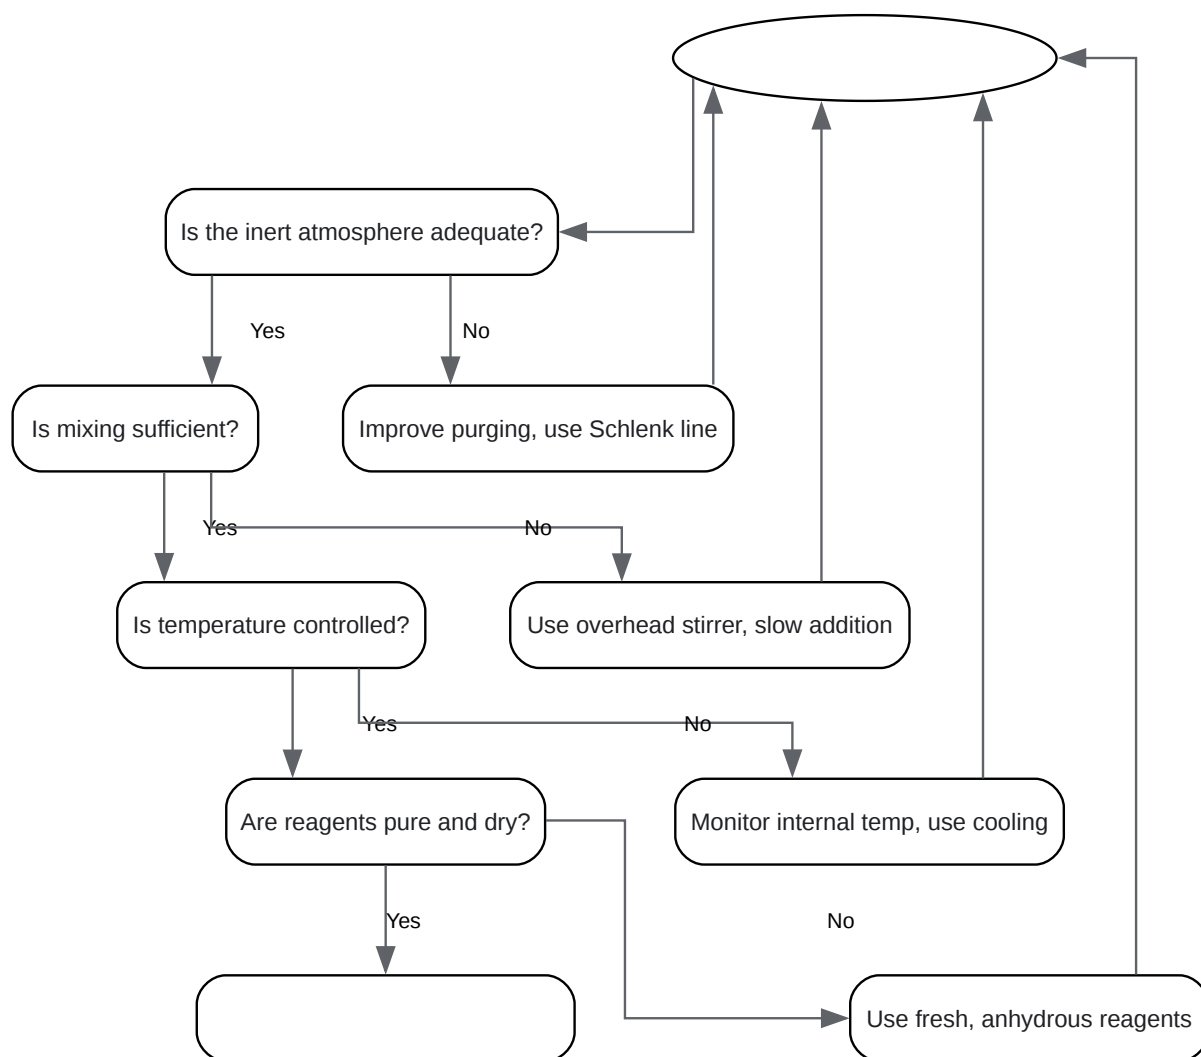 Is the inert atmosphere adequate?
Yes
No
Is mixing sufficient?
Improve purging, use Schlenk line
Yes
No
Is temperature controlled?
Use overhead stirrer, slow addition
Yes
No
Are reagents pure and dry?
Monitor internal temp, use cooling
Yes
No
Use fresh, anhydrous reagents